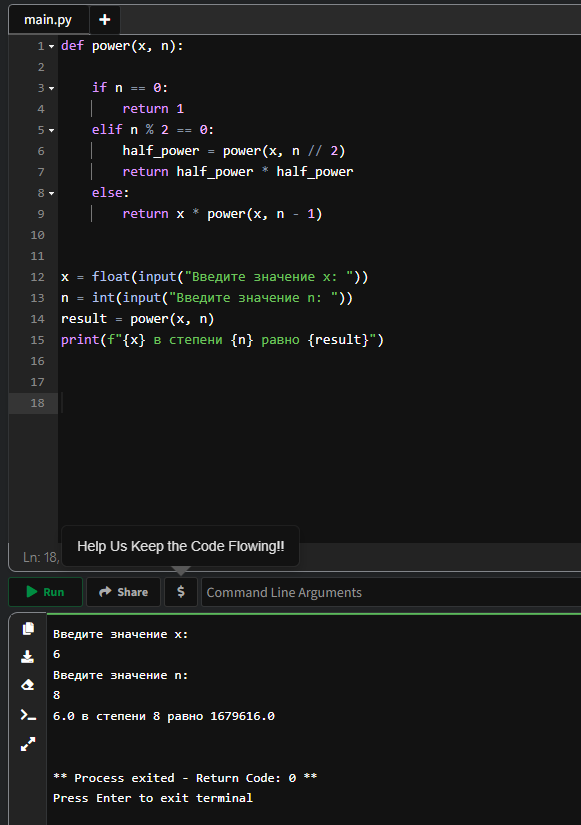 main.py +
1 def power(x, n):
2
3     if n == 0:
4         return 1
5     elif n % 2 == 0:
6         half_power = power(x, n // 2)
7         return half_power * half_power
8     else:
9         return x * power(x, n - 1)
10
11
12 x = float(input("Введите значение x: "))
13 n = int(input("Введите значение n: "))
14 result = power(x, n)
15 print(f"{x} в степени {n} равно {result}")
16
17
18
Help Us Keep the Code Flowing!!
Ln: 18,
Run Share $ Command Line Arguments
Введите значение x:
6
Введите значение n:
8
6.0 в степени 8 равно 1679616.0
** Process exited - Return Code: 0 **
Press Enter to exit terminal